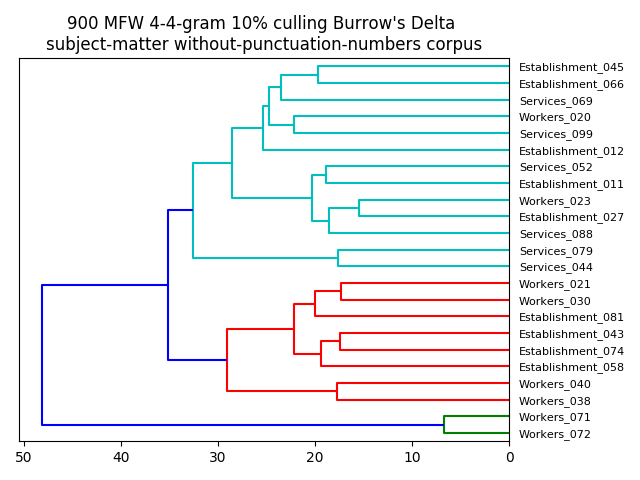 900 MFW 4-4-gram 10% culling Burrow's Delta
subject-matter without-punctuation-numbers corpus
Establishment_045
Establishment_066
Services_069
Workers_020
Services_099
Establishment_012
Services_052
Establishment_011
Workers_023
Establishment_027
Services_088
Services_079
Services_044
Workers_021
Workers_030
Establishment_081
Establishment_043
Establishment_074
Establishment_058
Workers_040
Workers_038
Workers_071
Workers_072
50 40 30 20 10 0